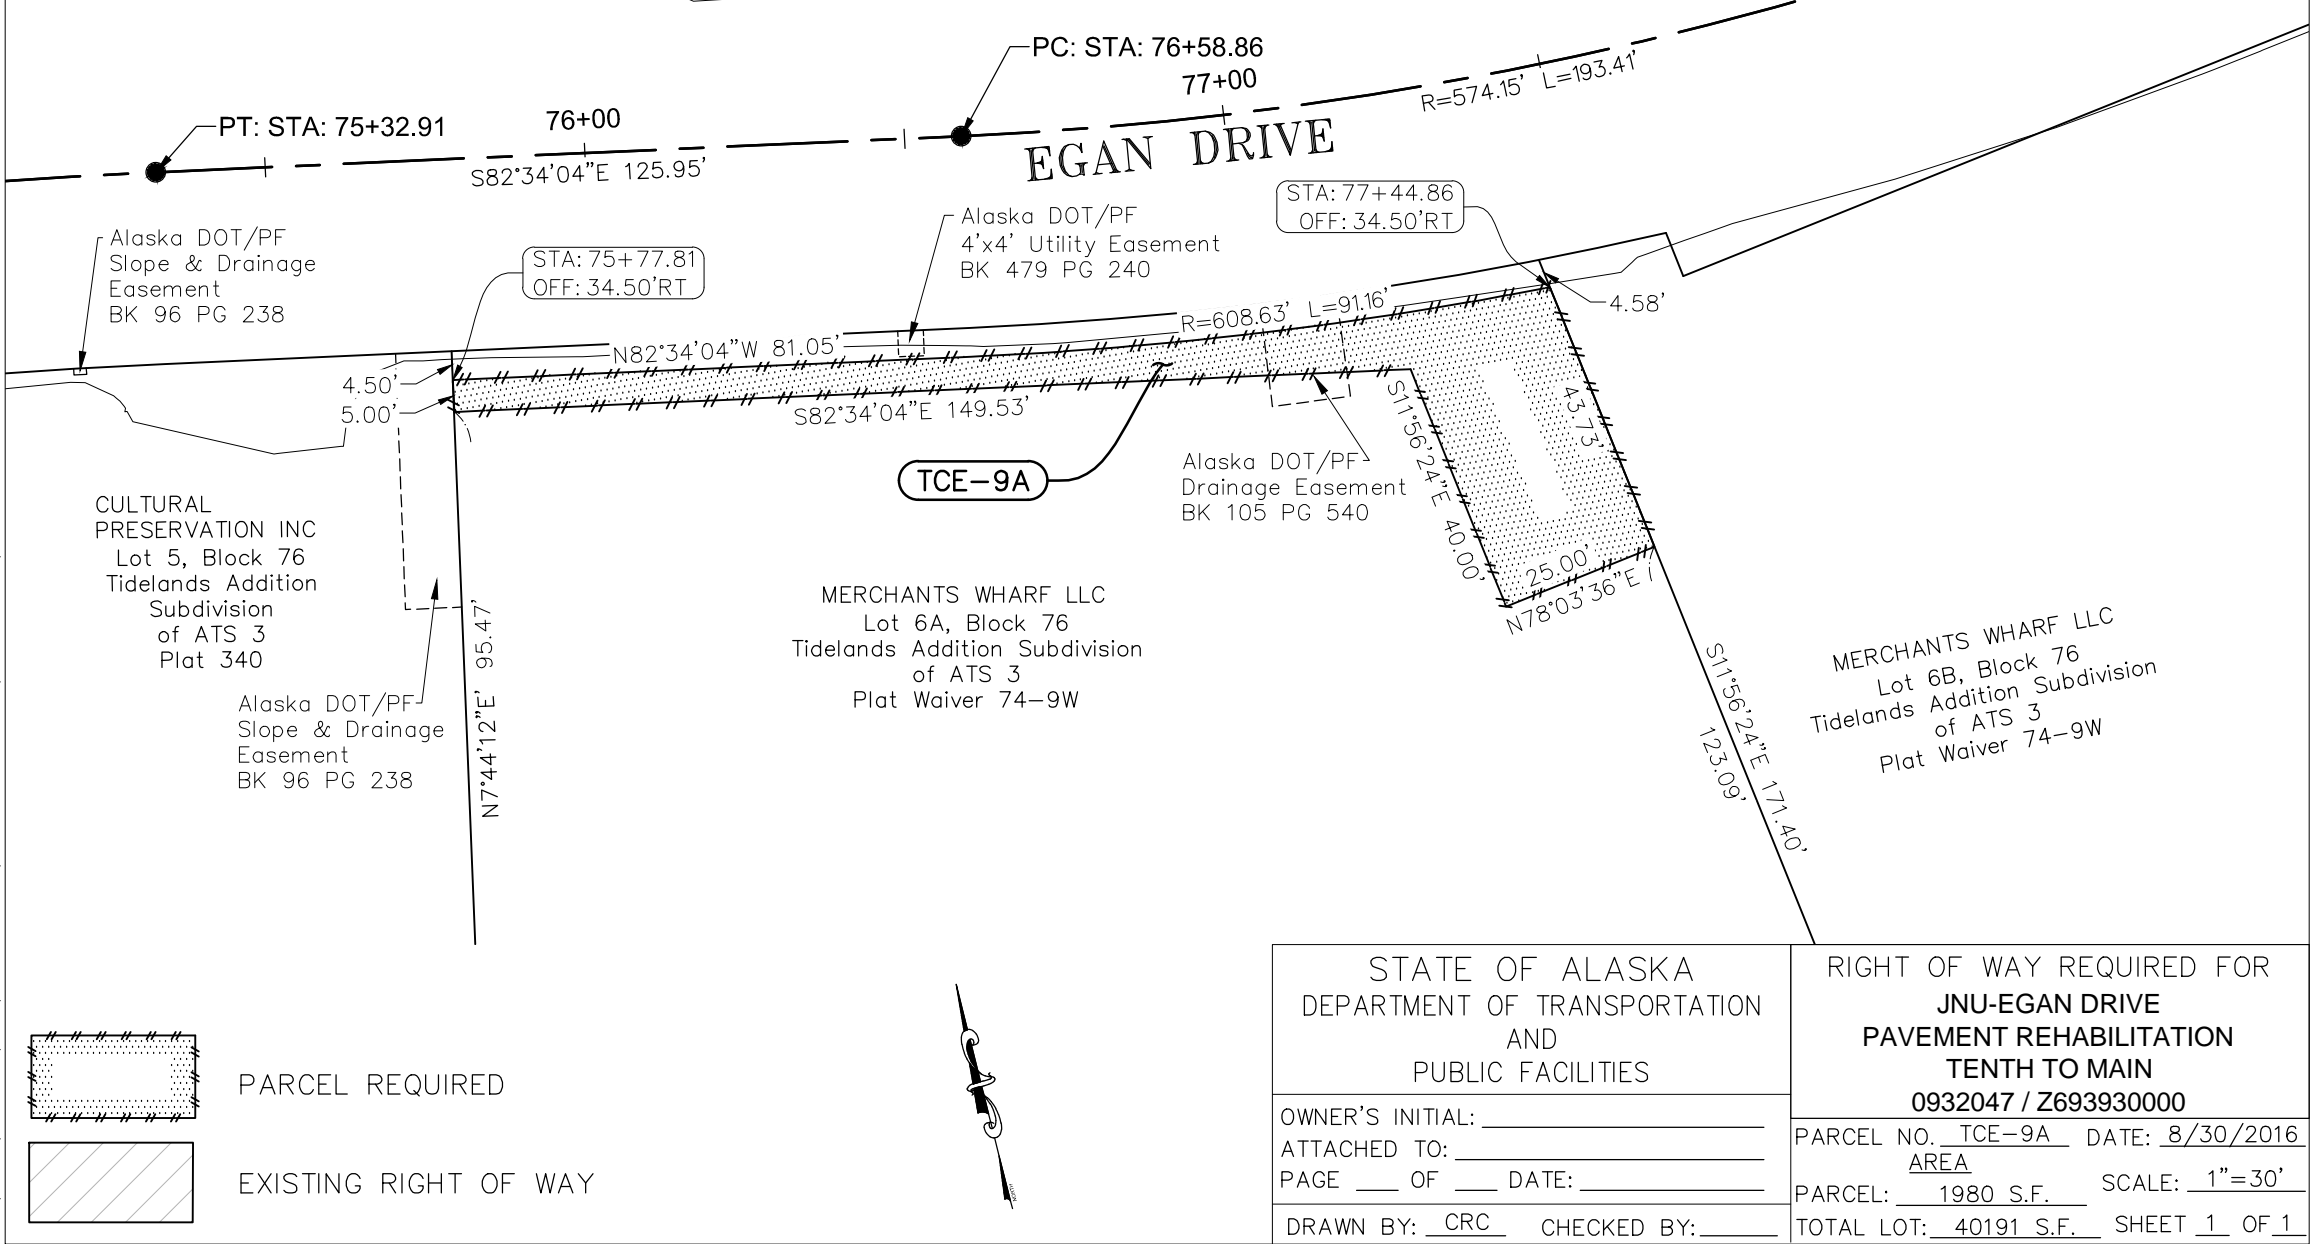 PC: STA: 76+58.86
77+00
R=574.15' L=193.41'
PT: STA: 75+32.91
76+00
S82°34'04"E 125.95'
EGAN DRIVE
Alaska DOT/PF
Slope & Drainage
Easement
BK 96 PG 238
STA: 75+77.81
OFF: 34.50'RT
Alaska DOT/PF
4'x4' Utility Easement
BK 479 PG 240
STA: 77+44.86
OFF: 34.50'RT
4.58'
N82°34'04"W 81.05'
R=608.63' L=91.16'
4.50'
5.00'
S82°34'04"E 149.53'
TCE-9A
Alaska DOT/PF
Drainage Easement
BK 105 PG 540
S11°56'24"E 40.00'
43.73'
25.00'
N78°03'36"E
CULTURAL
PRESERVATION INC
Lot 5, Block 76
Tidelands Addition
Subdivision
of ATS 3
Plat 340
Alaska DOT/PF
Slope & Drainage
Easement
BK 96 PG 238
N7°44'12"E 95.47'
MERCHANTS WHARF LLC
Lot 6A, Block 76
Tidelands Addition Subdivision
of ATS 3
Plat Waiver 74-9W
S11°56'24"E 171.40'
123.09'
MERCHANTS WHARF LLC
Lot 6B, Block 76
Tidelands Addition Subdivision
of ATS 3
Plat Waiver 74-9W
PARCEL REQUIRED
EXISTING RIGHT OF WAY
NORTH
STATE OF ALASKA
DEPARTMENT OF TRANSPORTATION
AND
PUBLIC FACILITIES
OWNER'S INITIAL:
ATTACHED TO:
PAGE ___ OF ___ DATE:
DRAWN BY: CRC CHECKED BY:
RIGHT OF WAY REQUIRED FOR
JNU-EGAN DRIVE
PAVEMENT REHABILITATION
TENTH TO MAIN
0932047 / Z693930000
PARCEL NO. TCE-9A DATE: 8/30/2016
AREA
PARCEL: 1980 S.F. SCALE: 1"=30'
TOTAL LOT: 40191 S.F. SHEET 1 OF 1